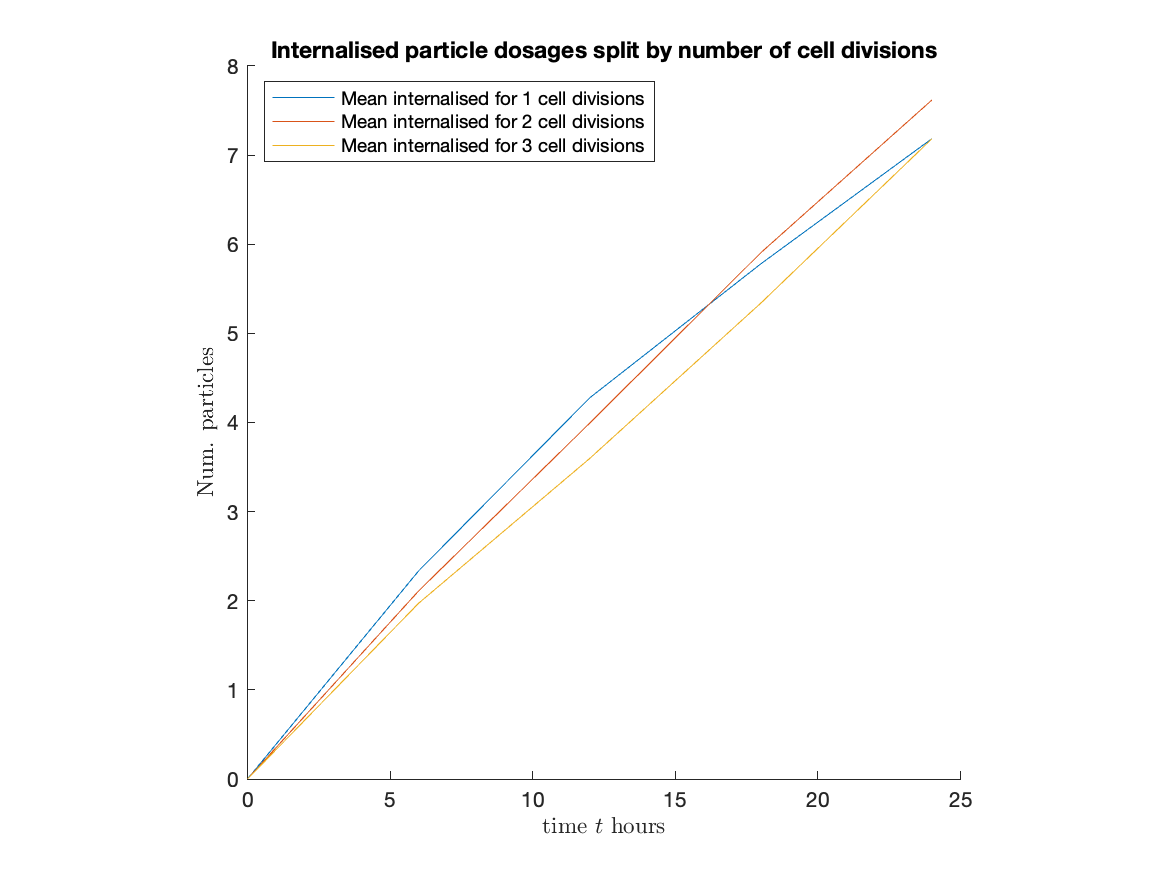 Internalised particle dosages split by number of cell divisions
Mean internalised for 1 cell divisions
Mean internalised for 2 cell divisions
Mean internalised for 3 cell divisions
8
7
6
5
4
3
2
1
0
Num. particles
0 5 10 15 20 25
time t hours